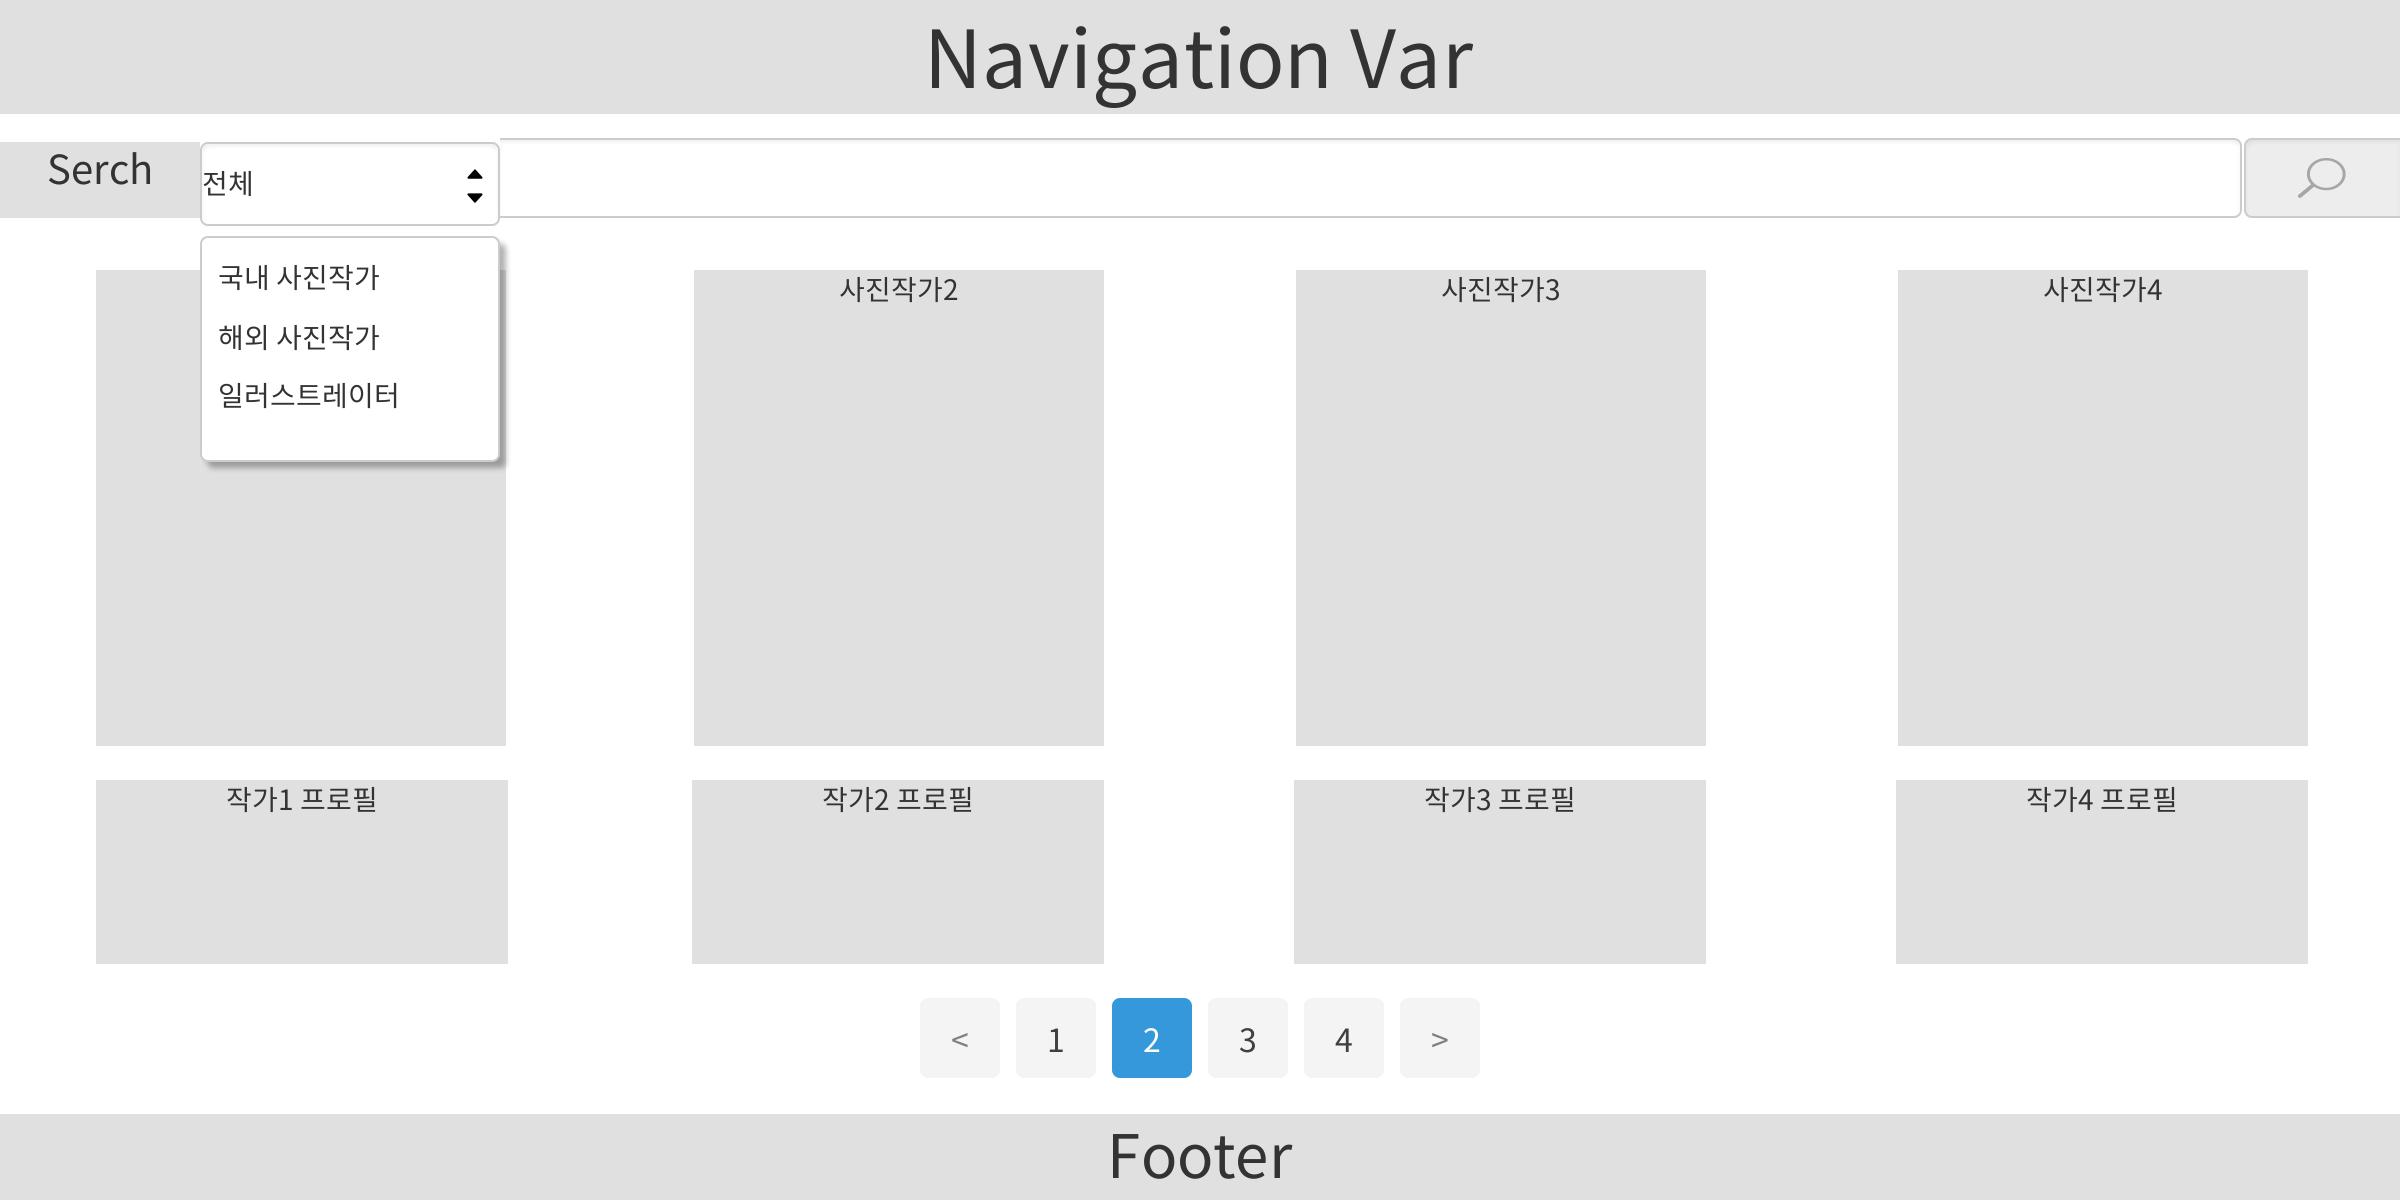 Navigation Var
Serch
전체
국내 사진작가
해외 사진작가
일러스트레이터
사진작가2
사진작가3
사진작가4
작가1 프로필
작가2 프로필
작가3 프로필
작가4 프로필
< 1 2 3 4 >
Footer